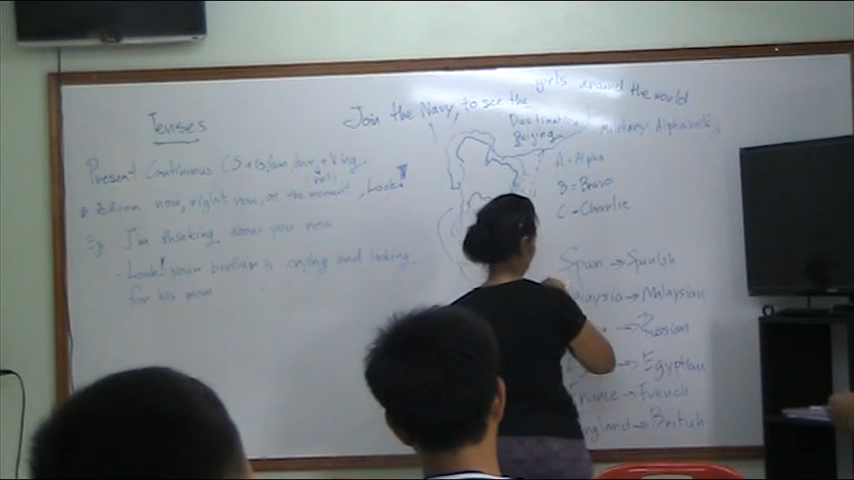 Tenses
Present Continuous (S + is/am/are + Ving
now, right now, at the moment, Look!
Eg I'm thinking about you now
- Look! your brother is crying and looking
for his mom
Join the Navy, to see the
girls around the world
Destination
Beijing
Military Alphabets
A = Alpha
B = Bravo
C - Charlie
Spain → Spanish
Malaysia → Malaysian
→ Russian
→ Egyptian
France → French
England → British